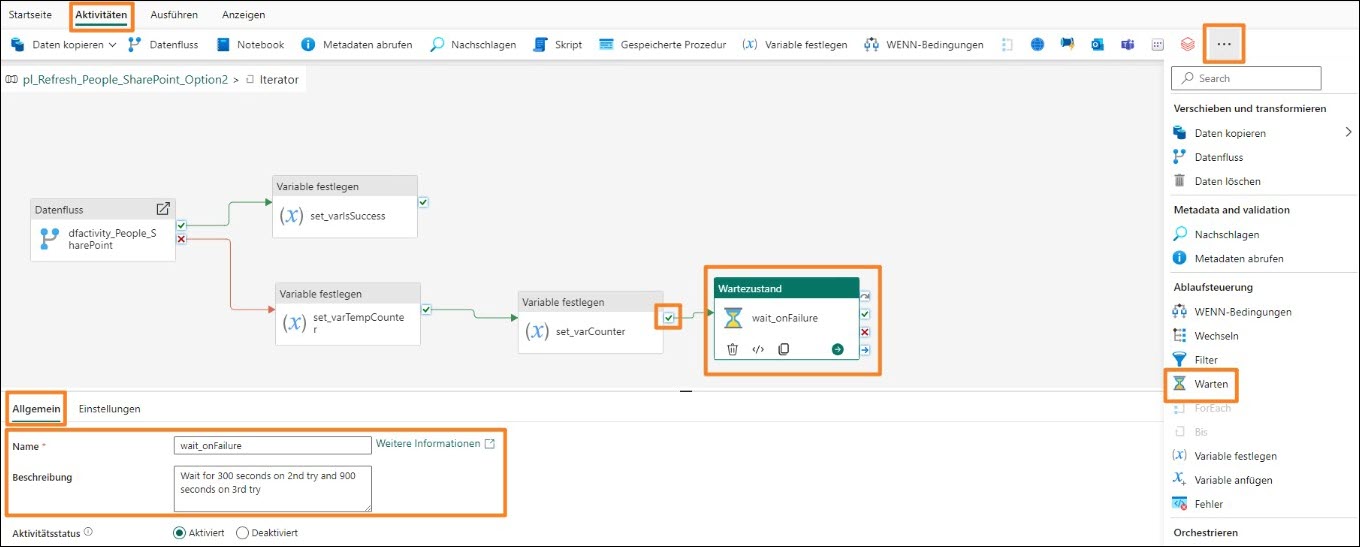 Startseite Aktivitäten Ausführen Anzeigen
Daten kopieren Datenfluss Notebook Metadaten abrufen Nachschlagen Skript Gespeicherte Prozedur (x) Variable festlegen WENN-Bedingungen ...
pl_Refresh_People_SharePoint_Option2 > Iterator
Datenfluss
dfactivity_People_S
harePoint
Variable festlegen
(x) set_varIsSuccess
Variable festlegen
(x) set_varTempCounte
r
Variable festlegen
(x) set_varCounter
Wartezustand
wait_onFailure
</>
Search
Verschieben und transformieren
Daten kopieren
Datenfluss
Daten löschen
Metadata and validation
Nachschlagen
Metadaten abrufen
Ablaufsteuerung
WENN-Bedingungen
Wechseln
Filter
Warten
ForEach
Bis
(x) Variable festlegen
Variable anfügen
Fehler
Orchestrieren
Allgemein Einstellungen
Name * wait_onFailure Weitere Informationen
Beschreibung Wait for 300 seconds on 2nd try and 900
seconds on 3rd try
Aktivitätsstatus Aktiviert Deaktiviert